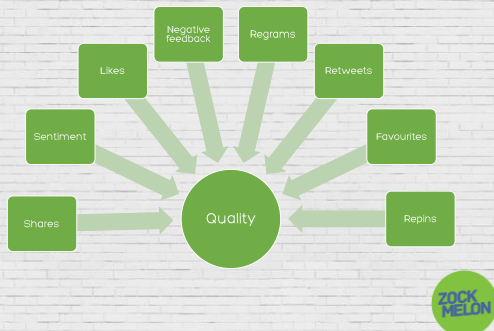 Negative
feedback
Regrams
Likes
Retweets
Sentiment
Favourites
Shares
Quality
Repins
ZOCK
MELON